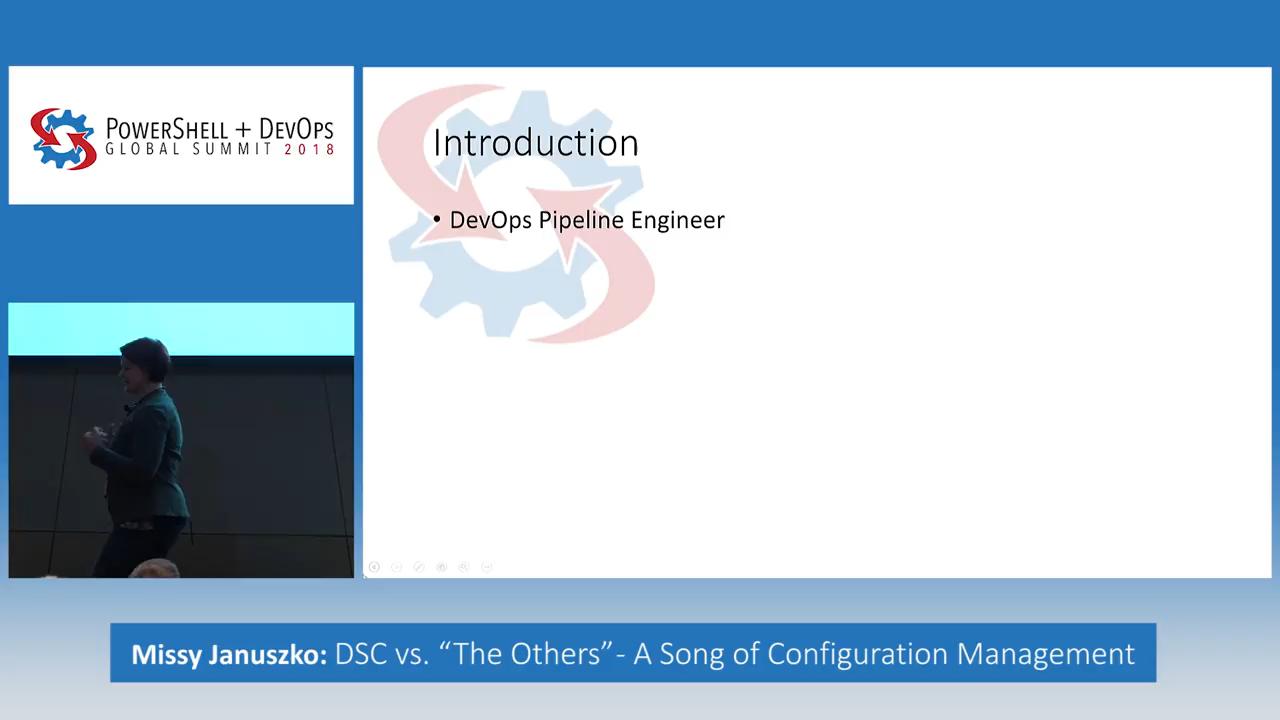 POWERSHELL + DEVOPS
GLOBAL SUMMIT 2018
Introduction
• DevOps Pipeline Engineer
Missy Januszko: DSC vs. “The Others”- A Song of Configuration Management